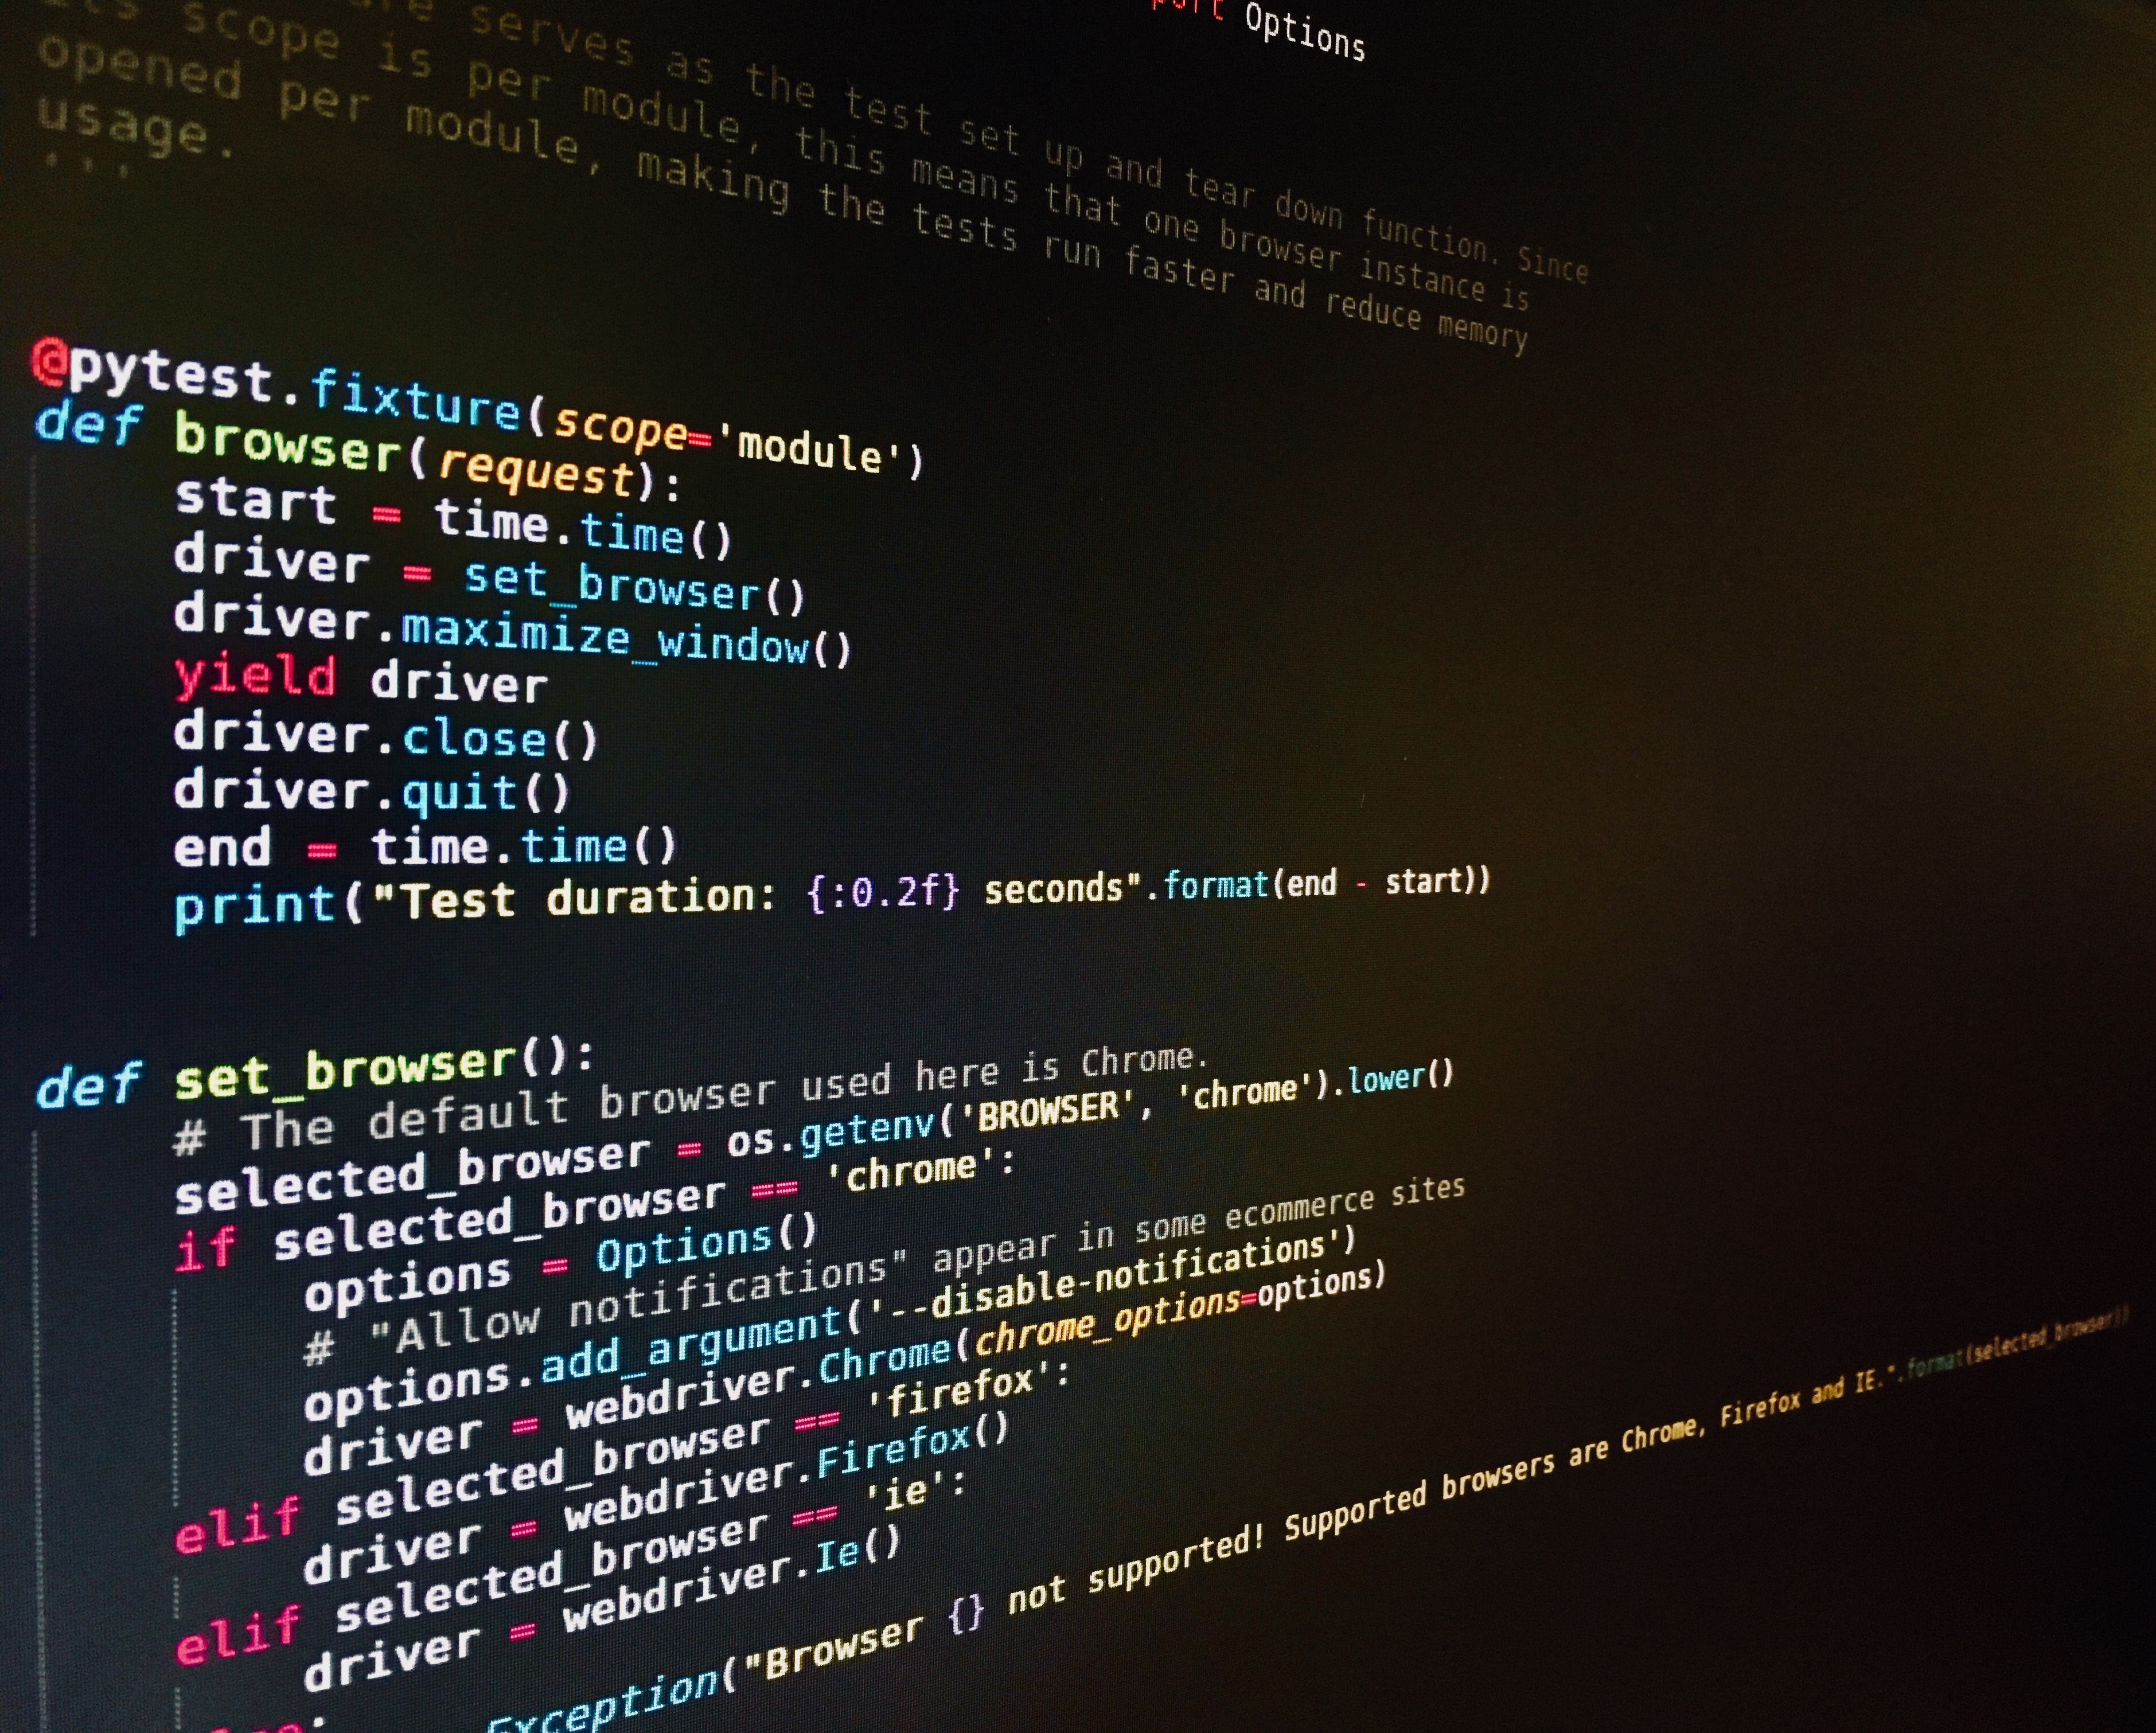 Options
serves as the test set up and tear down function. Since
scope is per module, this means that one browser instance is
opened per module, making the tests run faster and reduce memory
usage.
'''
@pytest.fixture(scope='module')
def browser(request):
    start = time.time()
    driver = set_browser()
    driver.maximize_window()
    yield driver
    driver.close()
    driver.quit()
    end = time.time()
    print("Test duration: {:0.2f} seconds".format(end - start))
def set_browser():
    # The default browser used here is Chrome.
    selected_browser = os.getenv('BROWSER', 'chrome').lower()
    if selected_browser == 'chrome':
        options = Options()
        # "Allow notifications" appear in some ecommerce sites
        options.add_argument('--disable-notifications')
        driver = webdriver.Chrome(chrome_options=options)
    elif selected_browser == 'firefox':
        driver = webdriver.Firefox()
    elif selected_browser == 'ie':
        driver = webdriver.Ie()
        Exception("Browser {} not supported! Supported browsers are Chrome, Firefox and IE.".format(selected_browser))